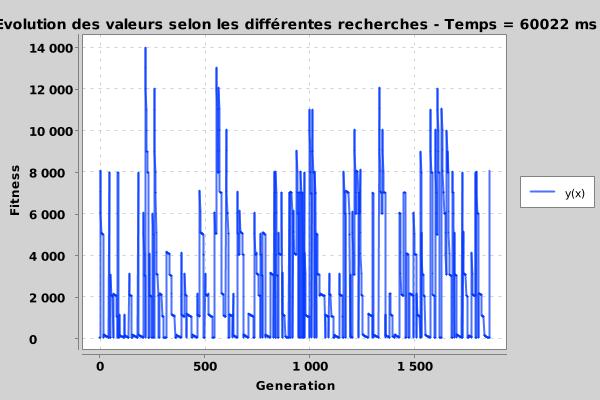 Evolution des valeurs selon les différentes recherches - Temps = 60022 ms
14 000
12 000
10 000
8 000
6 000
4 000
2 000
0
Fitness
0 500 1 000 1 500
Generation
y(x)